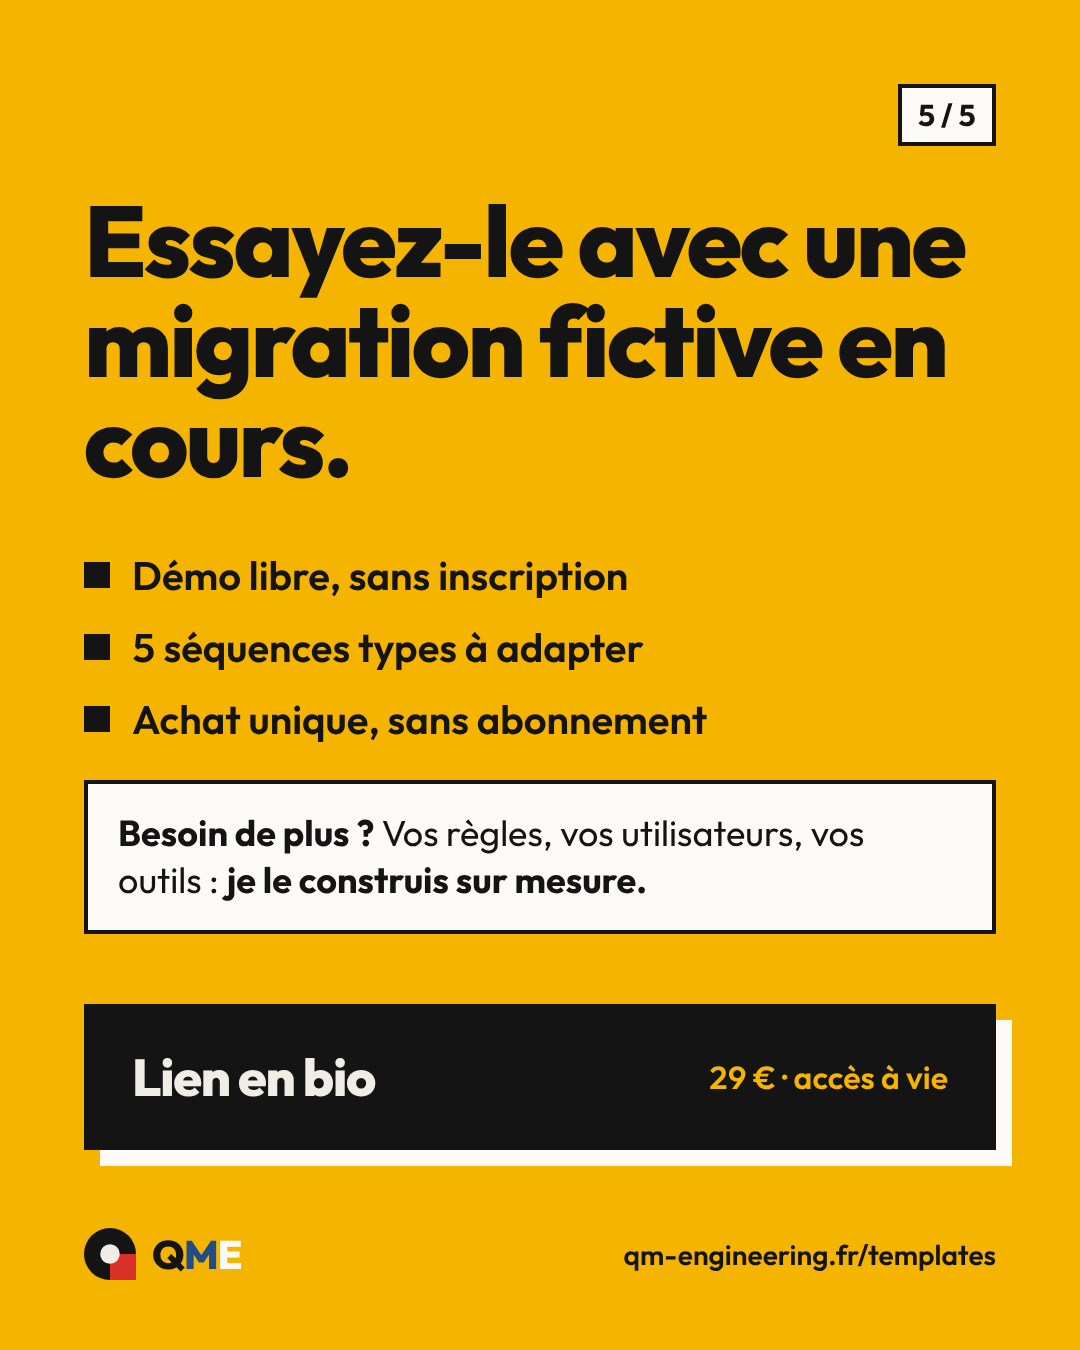 5 / 5
Essayez-le avec une
migration fictive en
cours.
Démo libre, sans inscription
5 séquences types à adapter
Achat unique, sans abonnement
Besoin de plus ? Vos règles, vos utilisateurs, vos
outils : je le construis sur mesure.
Lien en bio
29 € · accès à vie
QME
qm-engineering.fr/templates